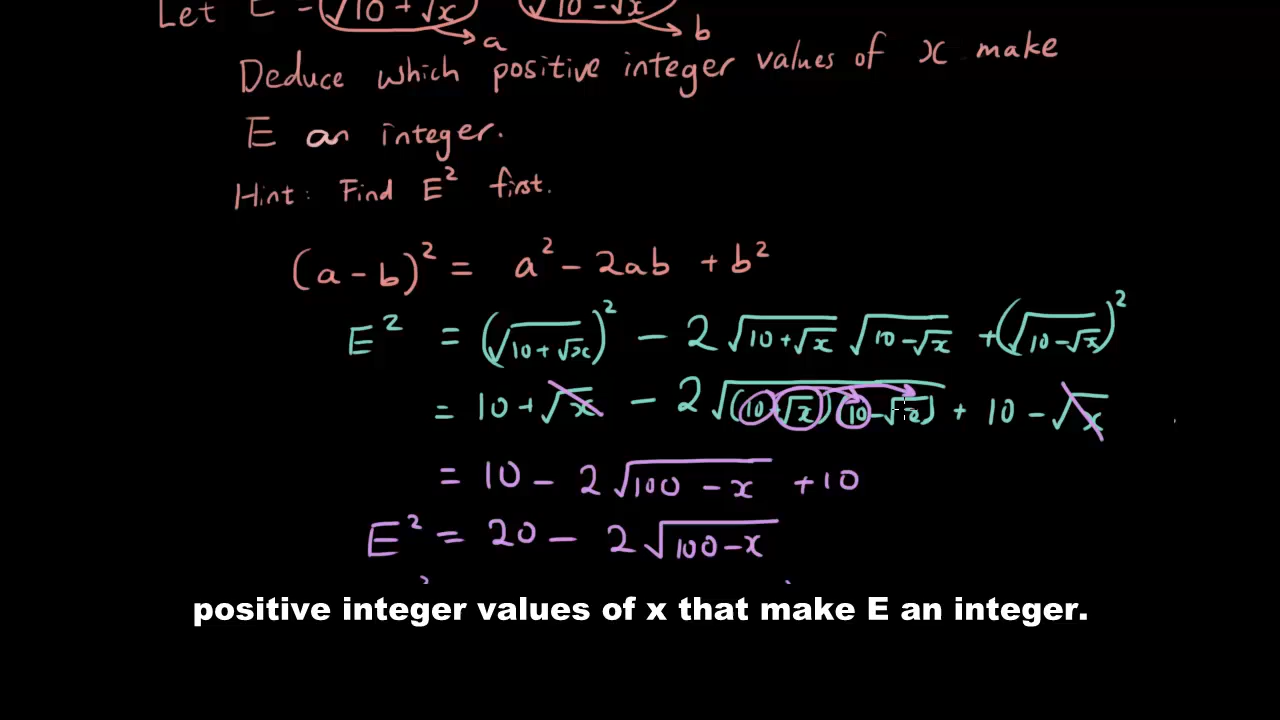 Let E = √10 + √x √10 - √x
a b
Deduce which positive integer values of x make
E an integer.
Hint: Find E² first.
(a - b)² = a² - 2ab + b²
E² = (√(10 + √x))² - 2 √(10 + √x) √(10 - √x) + (√(10 - √x))²
= 10 + √x - 2 √((10 + √x)(10 - √x)) + 10 - √x
= 10 - 2 √(100 - x) + 10
E² = 20 - 2 √(100 - x)
positive integer values of x that make E an integer.